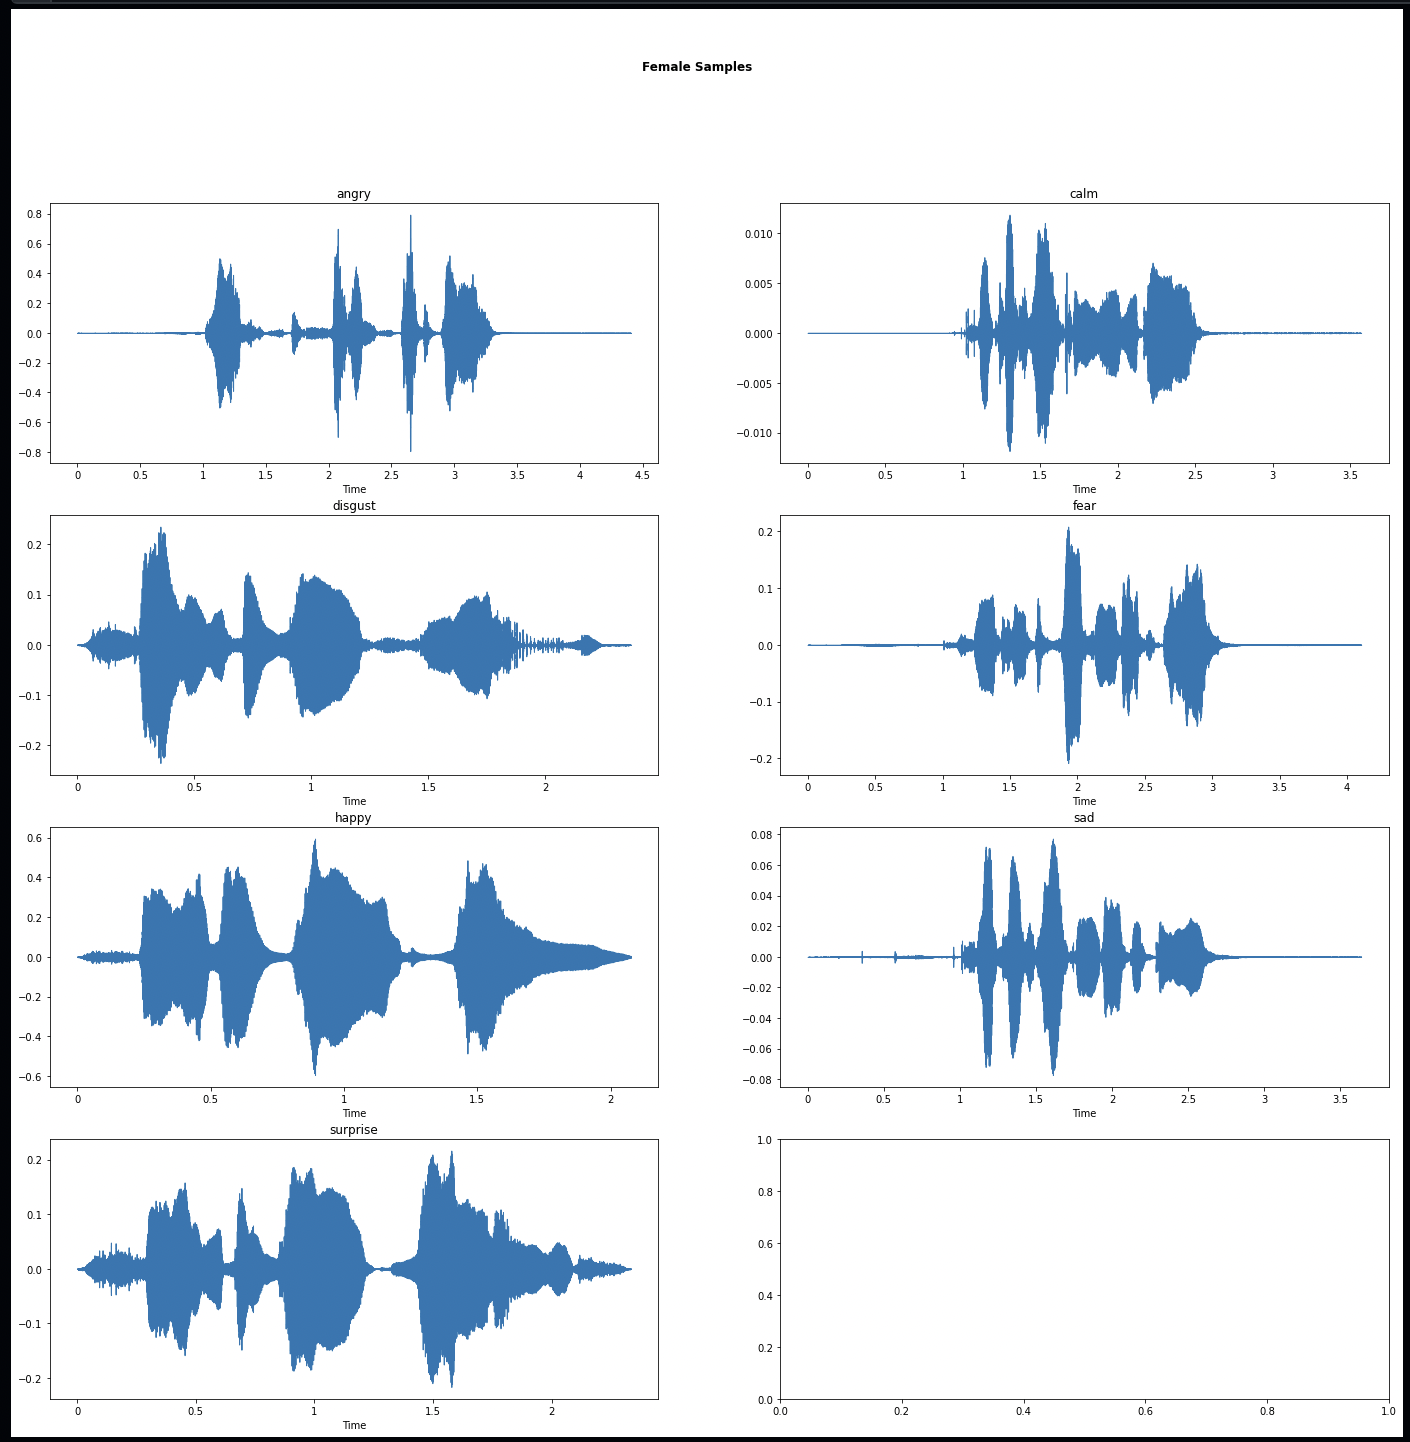 Female Samples
angry
calm
0.8
0.6
0.4
0.2
0.0
−0.2
−0.4
−0.6
−0.8
0 0.5 1 1.5 2 2.5 3 3.5 4 4.5
Time
0.010
0.005
0.000
−0.005
−0.010
0 0.5 1 1.5 2 2.5 3 3.5
Time
disgust
fear
0.2
0.1
0.0
−0.1
−0.2
0 0.5 1 1.5 2
Time
0.2
0.1
0.0
−0.1
−0.2
0 0.5 1 1.5 2 2.5 3 3.5 4
Time
happy
sad
0.6
0.4
0.2
0.0
−0.2
−0.4
−0.6
0 0.5 1 1.5 2
Time
0.08
0.06
0.04
0.02
0.00
−0.02
−0.04
−0.06
−0.08
0 0.5 1 1.5 2 2.5 3 3.5
Time
surprise
0.2
0.1
0.0
−0.1
−0.2
0 0.5 1 1.5 2
Time
1.0
0.8
0.6
0.4
0.2
0.0
0.0 0.2 0.4 0.6 0.8 1.0